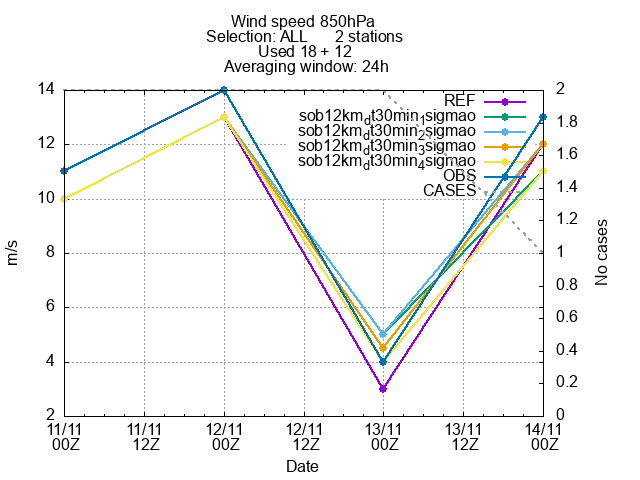 Wind speed 850hPa
Selection: ALL 2 stations
Used 18 + 12
Averaging window: 24h
14
12
10
8
6
4
2
m/s
2
1.8
1.6
1.4
1.2
1
0.8
0.6
0.4
0.2
0
No cases
REF
sob12km_dt30min_1sigmao
sob12km_dt30min_2sigmao
sob12km_dt30min_3sigmao
sob12km_dt30min_4sigmao
OBS
CASES
11/11 11/11 12/11 12/11 13/11 13/11 14/11
00Z 12Z 00Z 12Z 00Z 12Z 00Z
Date